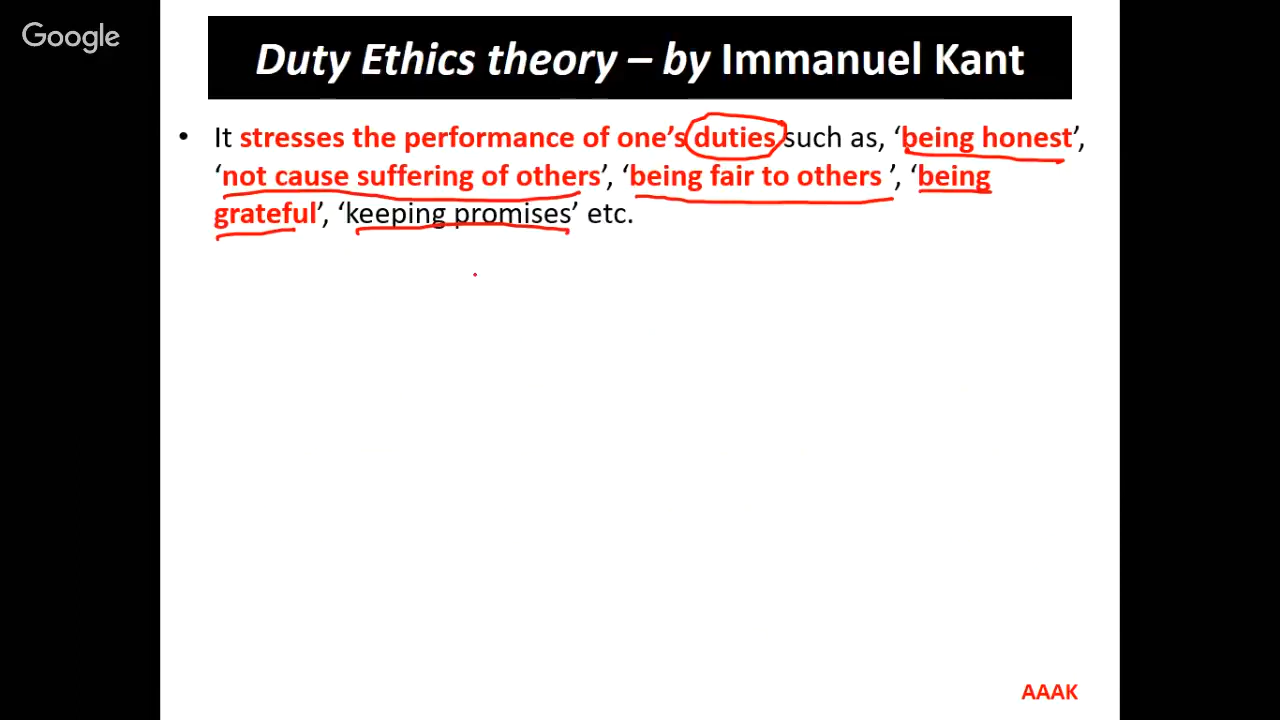 Google
Duty Ethics theory – by Immanuel Kant
• It stresses the performance of one’s duties such as, ‘being honest’,
‘not cause suffering of others’, ‘being fair to others ’, ‘being
grateful’, ‘keeping promises’ etc.
AAAK